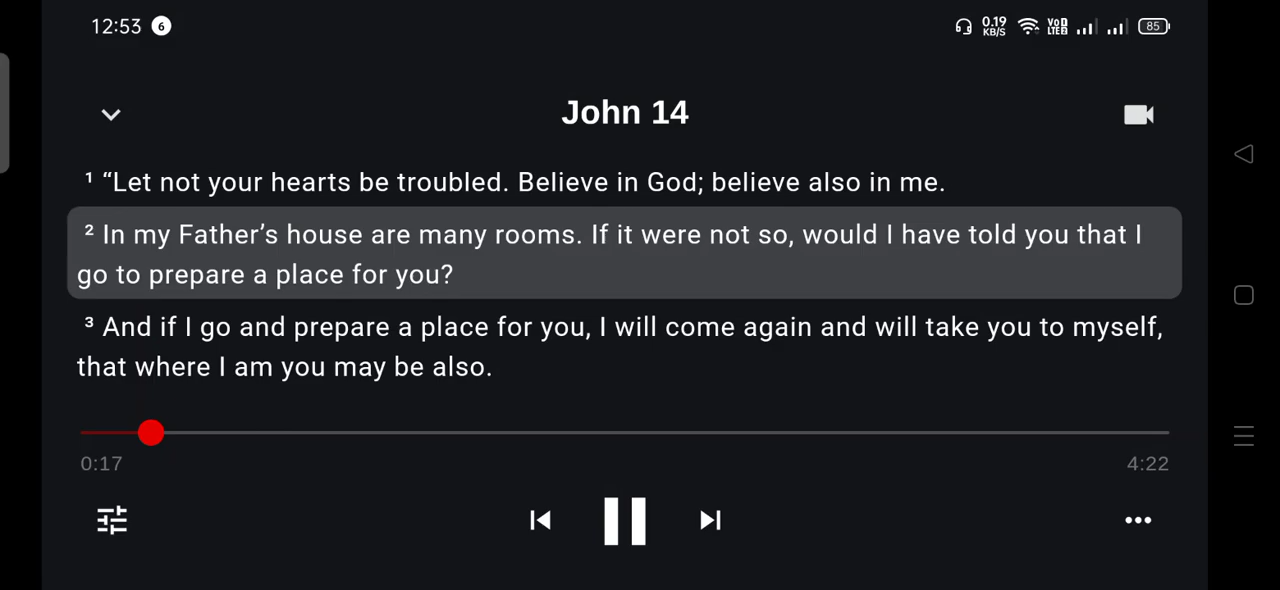 12:53 6 0.19 KB/S Vo1 LTE2 85
John 14
¹ “Let not your hearts be troubled. Believe in God; believe also in me.
² In my Father’s house are many rooms. If it were not so, would I have told you that I
go to prepare a place for you?
³ And if I go and prepare a place for you, I will come again and will take you to myself,
that where I am you may be also.
0:17 4:22